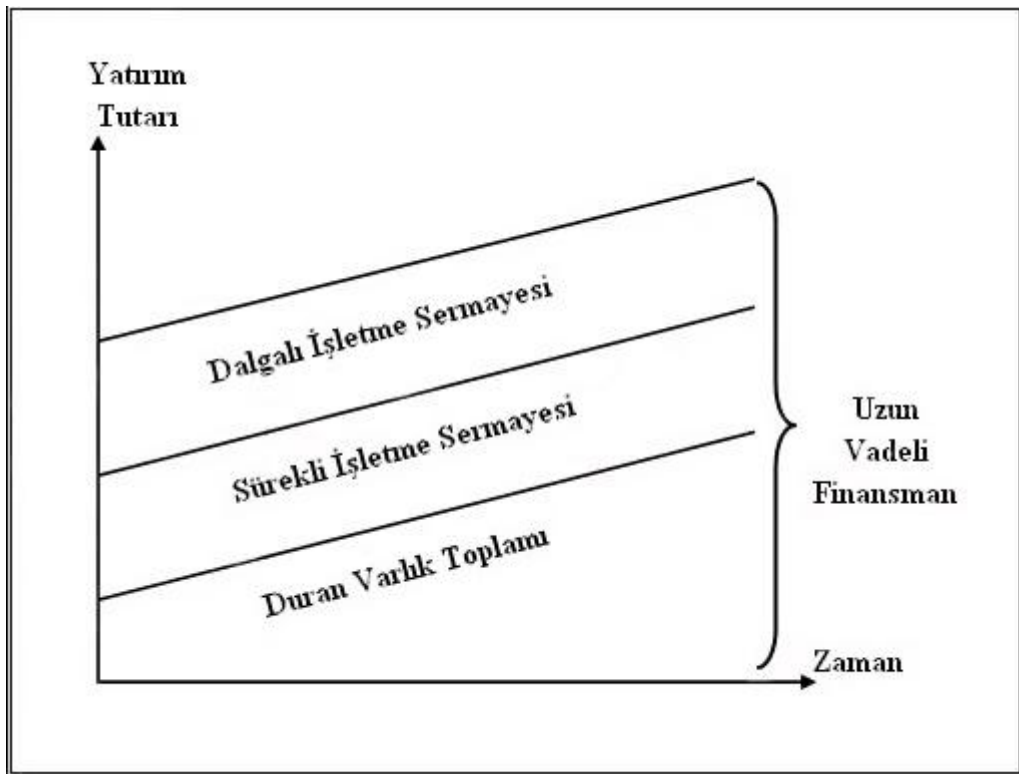 Yatırım
Tutarı
Dalgalı İşletme Sermayesi
Sürekli İşletme Sermayesi
Duran Varlık Toplamı
Uzun
Vadeli
Finansman
Zaman